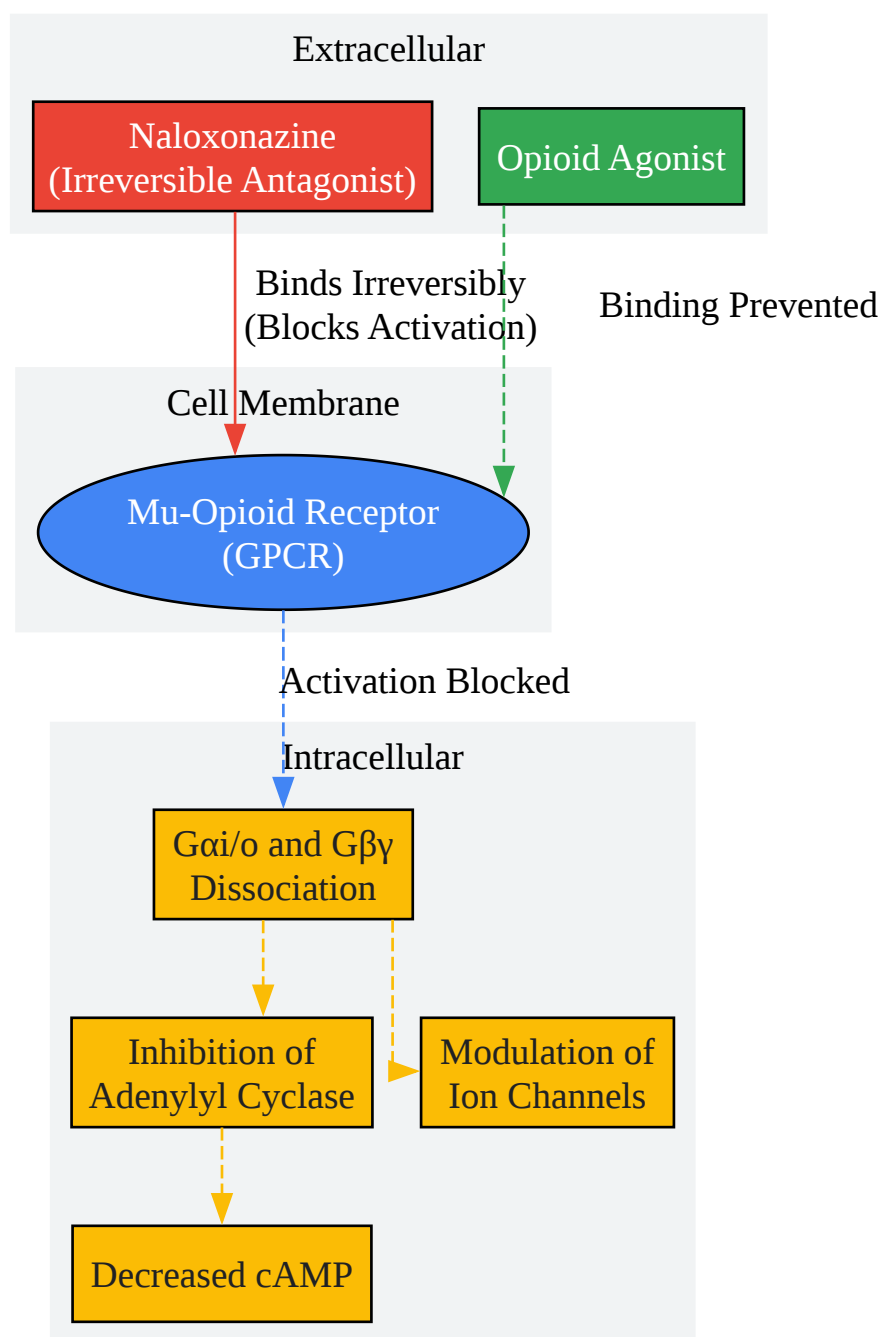 Extracellular
Naloxonazine
(Irreversible Antagonist)
Opioid Agonist
Binds Irreversibly
(Blocks Activation)
Binding Prevented
Cell Membrane
Mu-Opioid Receptor
(GPCR)
Activation Blocked
Intracellular
Gαi/o and Gβγ
Dissociation
Inhibition of
Adenylyl Cyclase
Modulation of
Ion Channels
Decreased cAMP